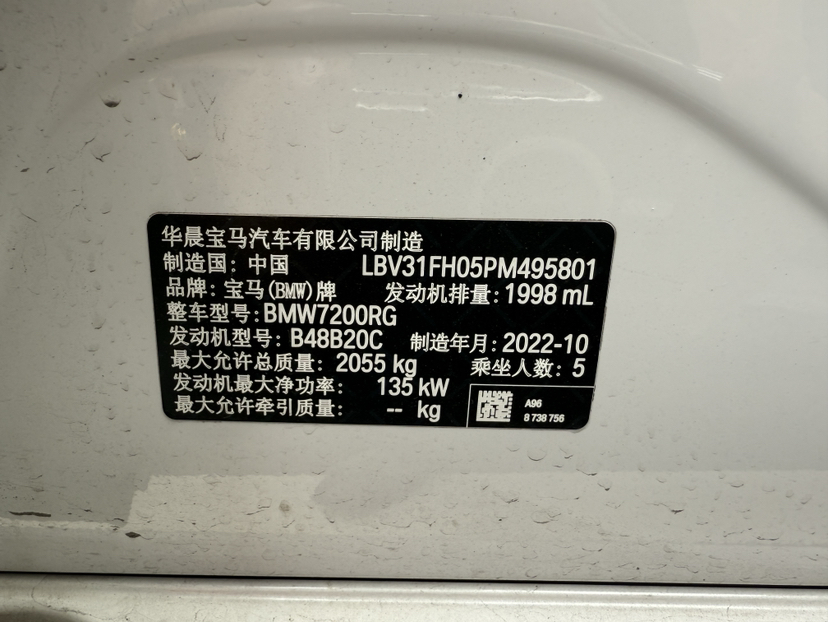 华晨宝马汽车有限公司制造
制造国：中国 LBV31FH05PM495801
品牌：宝马(BMW)牌 发动机排量：1998 mL
整车型号：BMW7200RG
发动机型号：B48B20C 制造年月：2022-10
最大允许总质量：2055 kg 乘坐人数：5
发动机最大净功率： 135 kW
最大允许牵引质量： -- kg
A96
8 738 756